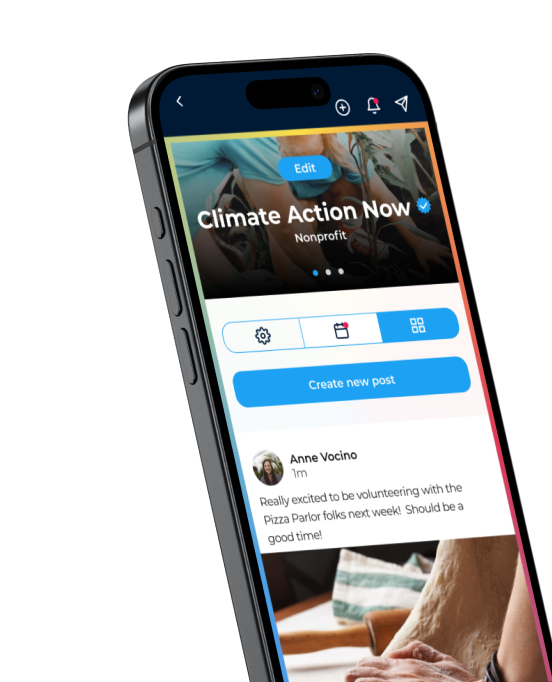 Edit
Climate Action Now
Nonprofit
Create new post
Anne Vocino
1m
Really excited to be volunteering with the
Pizza Parlor folks next week! Should be a
good time!